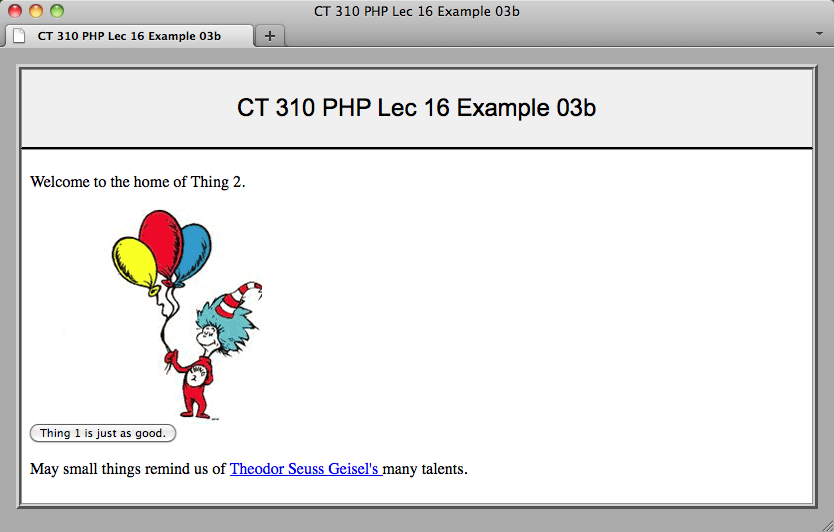 CT 310 PHP Lec 16 Example 03b
CT 310 PHP Lec 16 Example 03b
CT 310 PHP Lec 16 Example 03b
Welcome to the home of Thing 2.
THING
2
Thing 1 is just as good.
May small things remind us of Theodor Seuss Geisel's many talents.